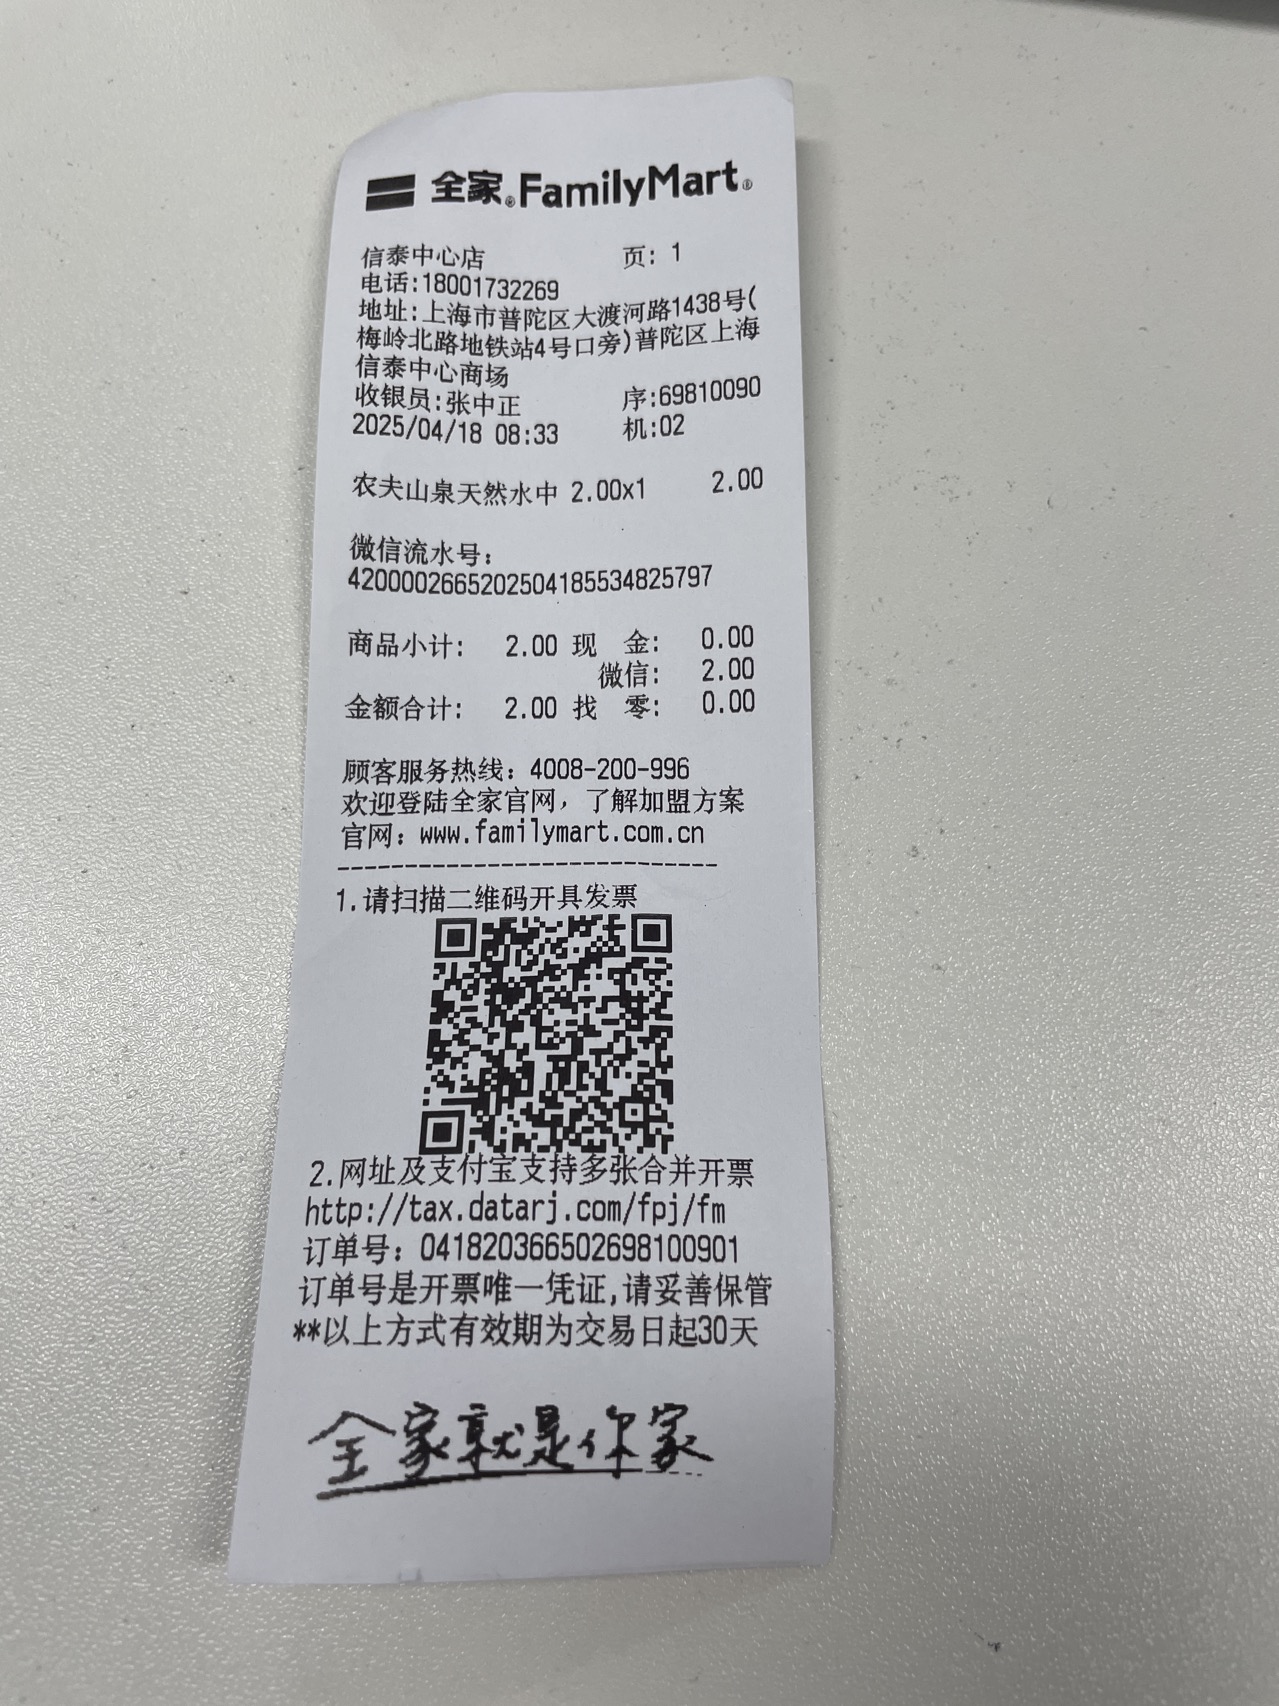 全家®FamilyMart®
信泰中心店 页: 1
电话:18001732269
地址:上海市普陀区大渡河路1438号(
梅岭北路地铁站4号口旁)普陀区上海
信泰中心商场
收银员:张中正 序:69810090
2025/04/18 08:33 机:02
农夫山泉天然水中 2.00x1 2.00
微信流水号:
4200002665202504185534825797
商品小计: 2.00 现 金: 0.00
微信: 2.00
金额合计: 2.00 找 零: 0.00
顾客服务热线: 4008-200-996
欢迎登陆全家官网, 了解加盟方案
官网: www.familymart.com.cn
----------------------------
1.请扫描二维码开具发票
2.网址及支付宝支持多张合并开票
http://tax.datarj.com/fpj/fm
订单号: 041820366502698100901
订单号是开票唯一凭证,请妥善保管
**以上方式有效期为交易日起30天
全家就是你家